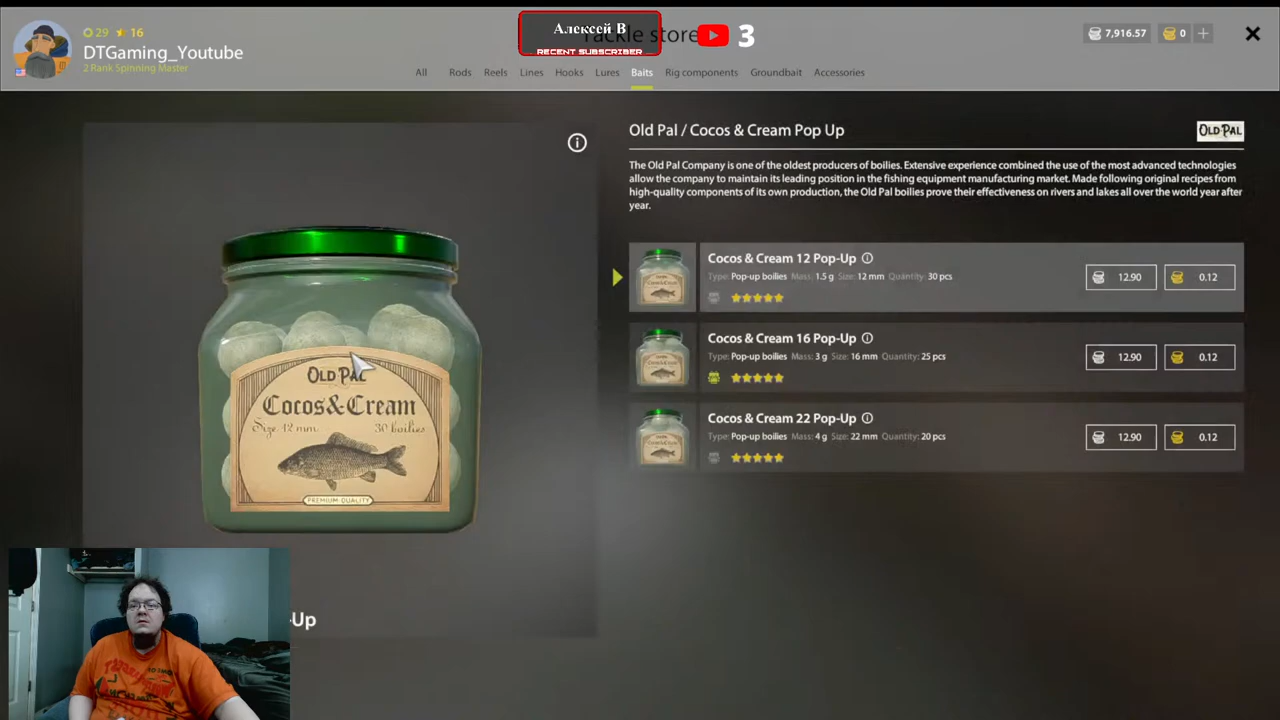 29 16
DTGaming_Youtube
2 Rank Spinning Master
Алексей В
RECENT SUBSCRIBER
3
7,916.57
0
All Rods Reels Lines Hooks Lures Baits Rig components Groundbait Accessories
Old Pal / Cocos & Cream Pop Up
OLD PAL
The Old Pal Company is one of the oldest producers of boilies. Extensive experience combined the use of the most advanced technologies
allow the company to maintain its leading position in the fishing equipment manufacturing market. Made following original recipes from
high-quality components of its own production, the Old Pal boilies prove their effectiveness on rivers and lakes all over the world year after
year.
Cocos & Cream 12 Pop-Up
Type: Pop-up boilies Mass: 1.5 g Size: 12 mm Quantity: 30 pcs
12.90 0.12
Cocos & Cream 16 Pop-Up
Type: Pop-up boilies Mass: 3 g Size: 16 mm Quantity: 25 pcs
12.90 0.12
Cocos & Cream 22 Pop-Up
Type: Pop-up boilies Mass: 4 g Size: 22 mm Quantity: 20 pcs
12.90 0.12
OLD PAL
Cocos&Cream
Size: 12 mm 30 boilies
PREMIUM QUALITY
-Up